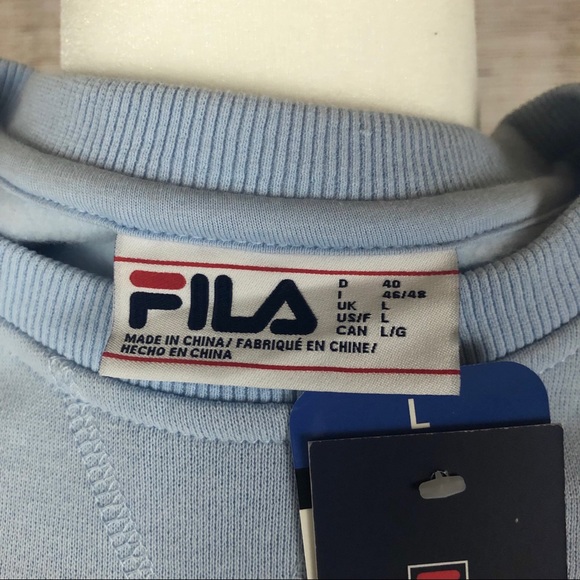 FILA
D 40
I 46/48
UK L
US/F L
CAN L/G
MADE IN CHINA / FABRIQUÉ EN CHINE /
HECHO EN CHINA
L